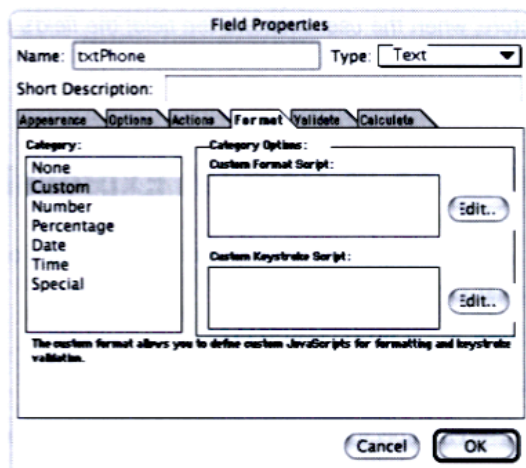 Field Properties
Name: txtPhone Type: Text
Short Description:
Appearence Options Actions Format Validate Calculate
Category:
None
Custom
Number
Percentage
Date
Time
Special
Category Options:
Custom Format Script:
Edit..
Custom Keystroke Script:
Edit..
The custom format allows you to define custom JavaScripts for formatting and keystroke
validation.
Cancel OK